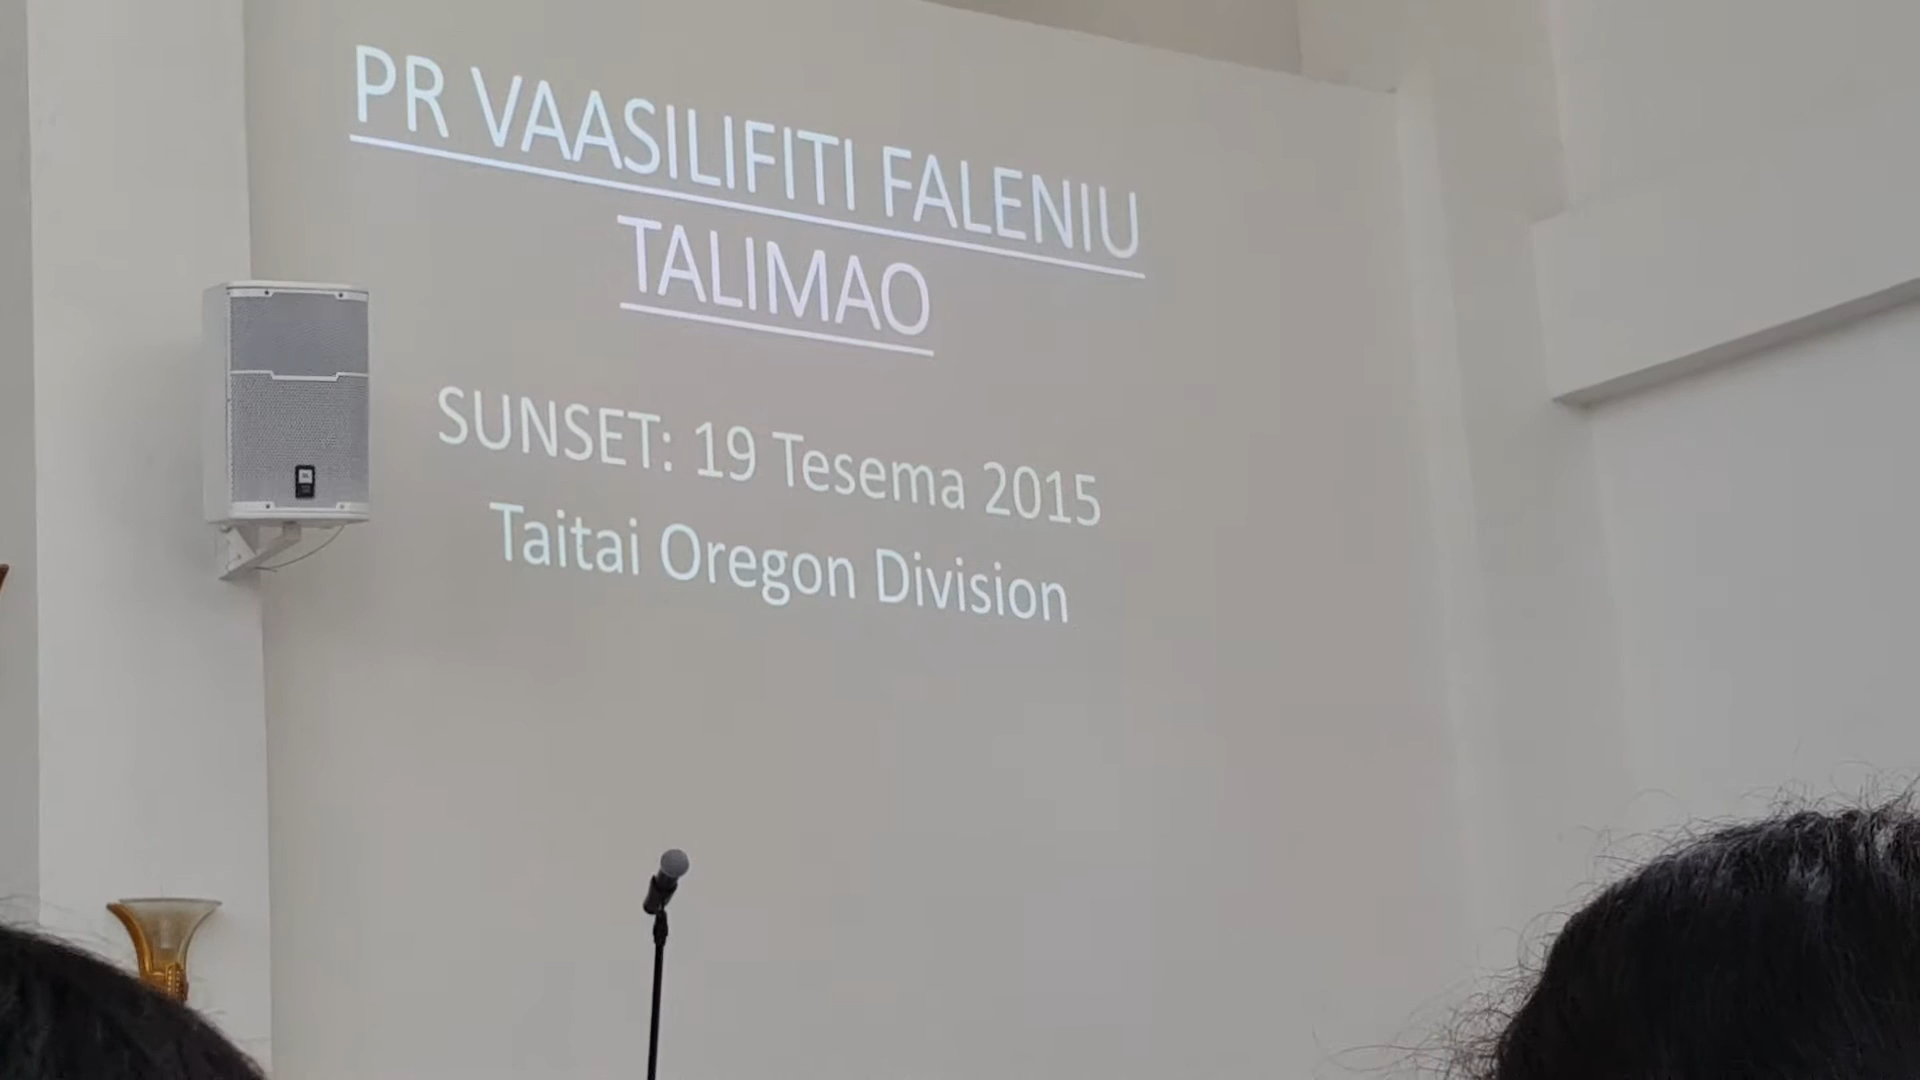 PR VAASILIFITI FALENIU
TALIMAO
SUNSET: 19 Tesema 2015
Taitai Oregon Division